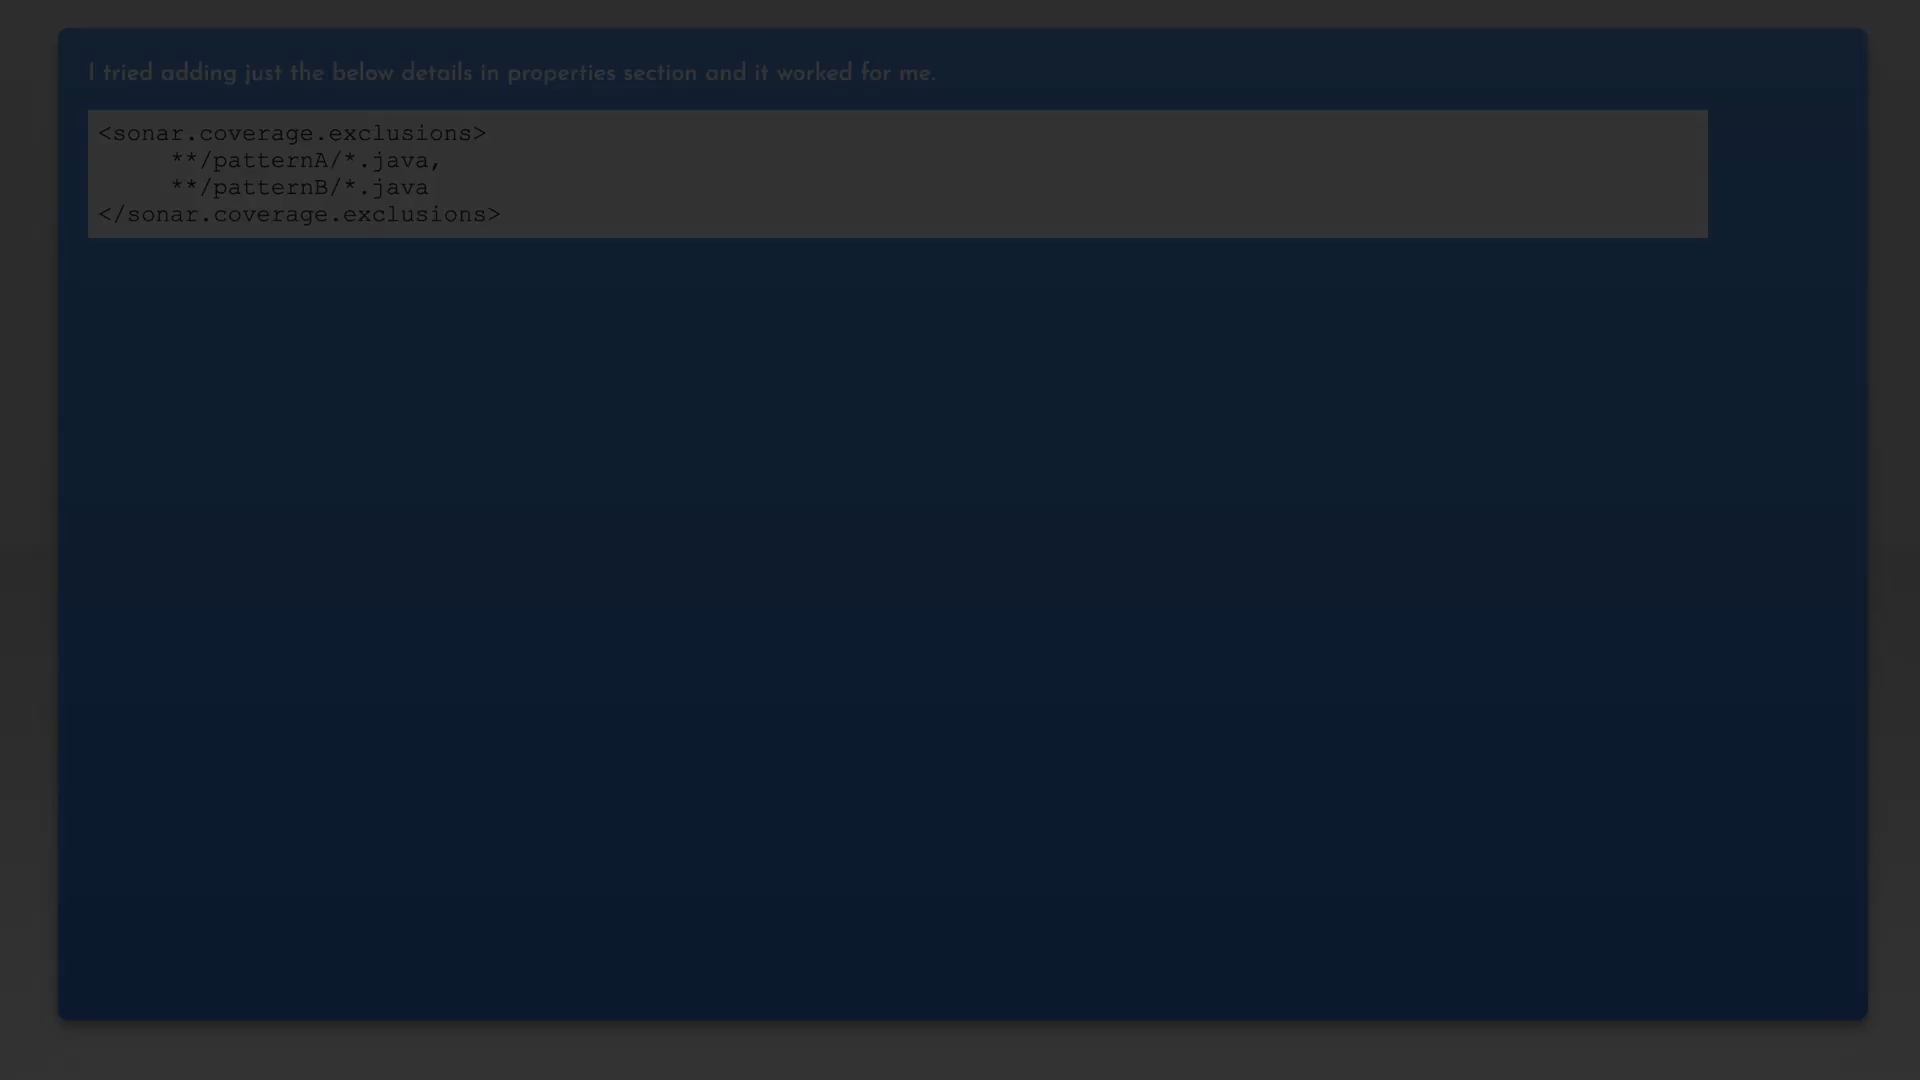 I tried adding just the below details in properties section and it worked for me.
<sonar.coverage.exclusions>
     **/patternA/*.java,
     **/patternB/*.java
</sonar.coverage.exclusions>